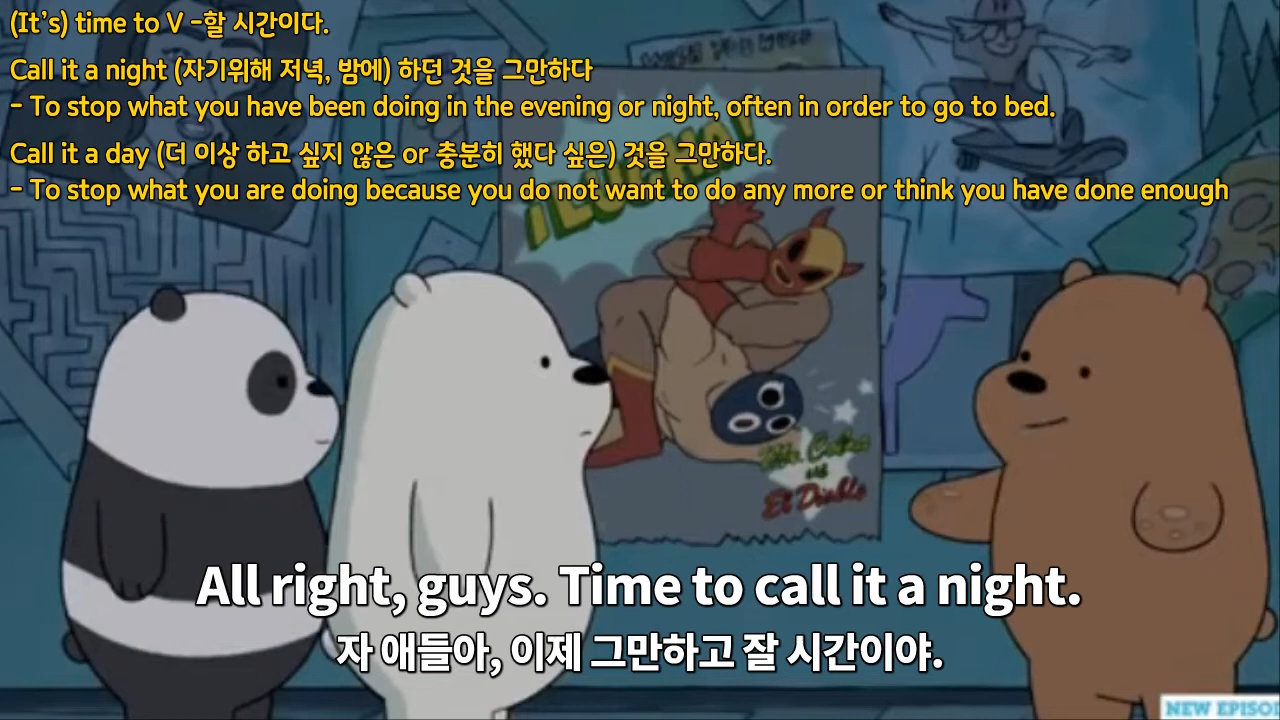 (It's) time to V -할 시간이다.
Call it a night (자기위해 저녁, 밤에) 하던 것을 그만하다
- To stop what you have been doing in the evening or night, often in order to go to bed.
Call it a day (더 이상 하고 싶지 않은 or 충분히 했다 싶은) 것을 그만하다.
- To stop what you are doing because you do not want to do any more or think you have done enough
¡LUCHA!
El Diablo
All right, guys. Time to call it a night.
자 애들아, 이제 그만하고 잘 시간이야.
NEW EPISO